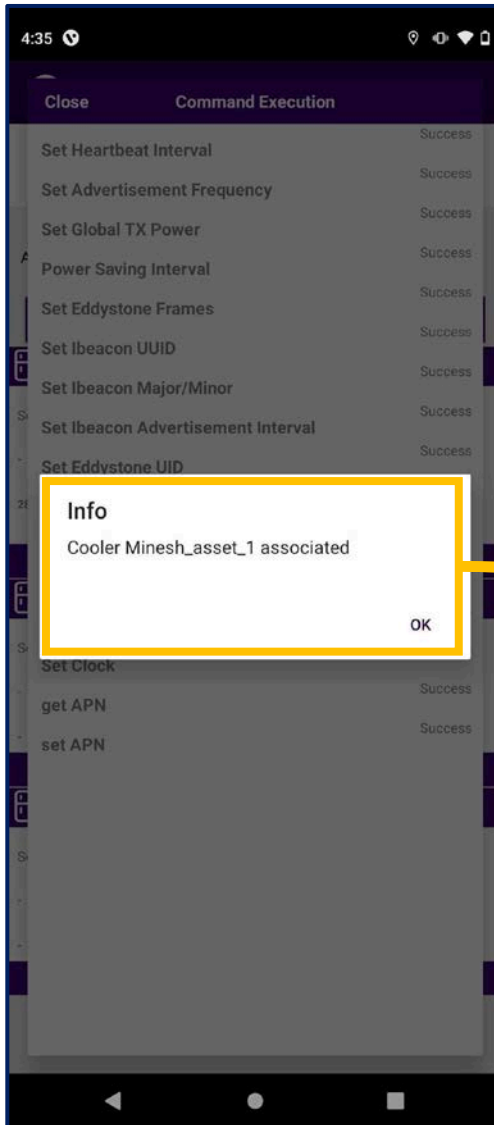 4:35
Close Command Execution
Success
Set Heartbeat Interval
Success
Set Advertisement Frequency
Success
Set Global TX Power
Success
Power Saving Interval
Success
Set Eddystone Frames
Success
Set Ibeacon UUID
Success
Set Ibeacon Major/Minor
Success
Set Ibeacon Advertisement Interval
Success
Set Eddystone UID
Info
Cooler Minesh_asset_1 associated
OK
Set Clock
Success
get APN
Success
set APN